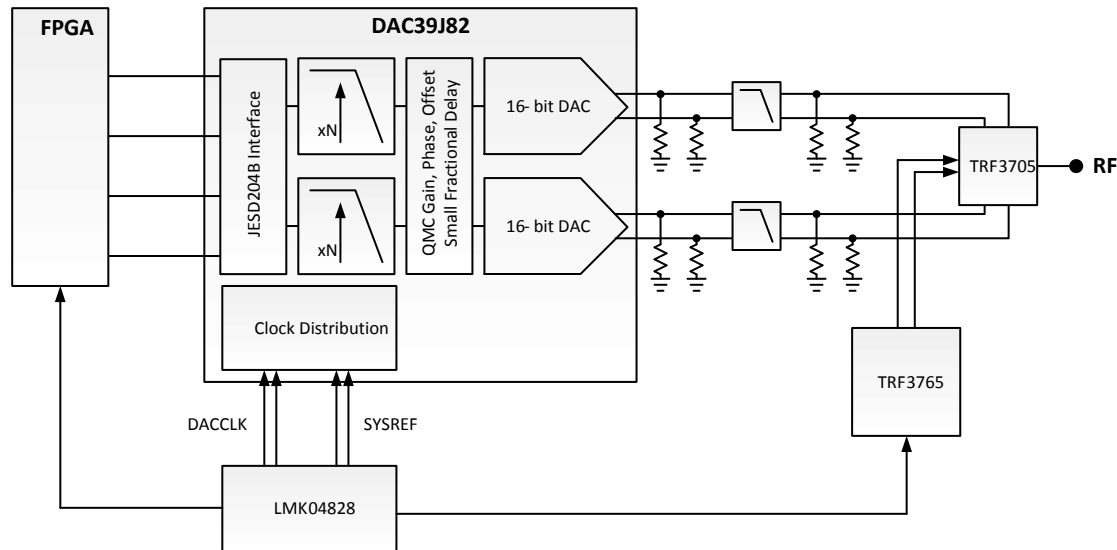 FPGA
DAC39J82
JESD204B Interface
xN
xN
QMC Gain, Phase, Offset
Small Fractional Delay
16- bit DAC
16- bit DAC
TRF3705
RF
Clock Distribution
TRF3765
DACCLK
SYSREF
LMK04828